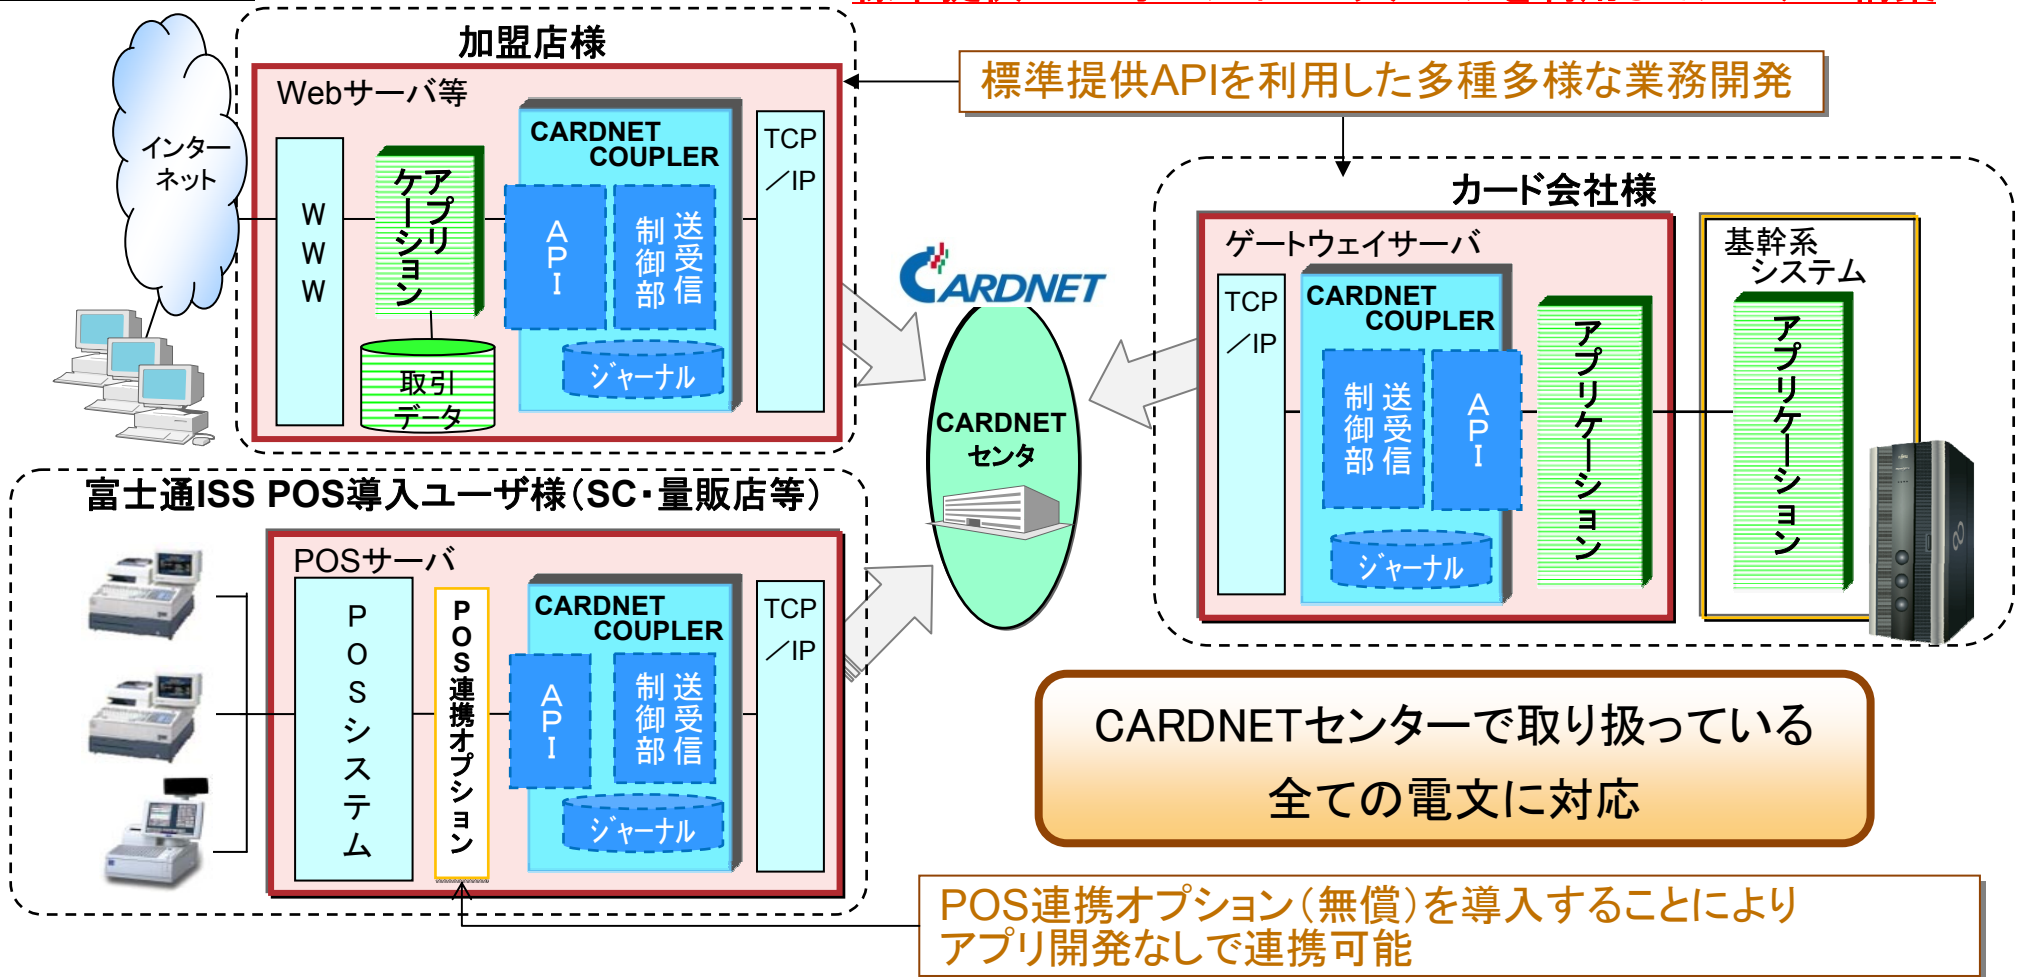 加盟店様
Webサーバ等
インター
ネット
WWW
アプリ
ケーション
取引
データ
CARDNET
COUPLER
API
送受信
制御部
ジャーナル
TCP
／IP
標準提供APIを利用した多種多様な業務開発
カード会社様
ゲートウェイサーバ
TCP
／IP
CARDNET
COUPLER
送受信
制御部
API
ジャーナル
アプリケーション
基幹系
システム
アプリケーション
CARDNET
CARDNET
センタ
富士通ISS POS導入ユーザ様（SC・量販店等）
POSサーバ
POSシステム
POS連携オプション
CARDNET
COUPLER
API
送受信
制御部
ジャーナル
TCP
／IP
CARDNETセンターで取り扱っている
全ての電文に対応
POS連携オプション（無償）を導入することにより
アプリ開発なしで連携可能